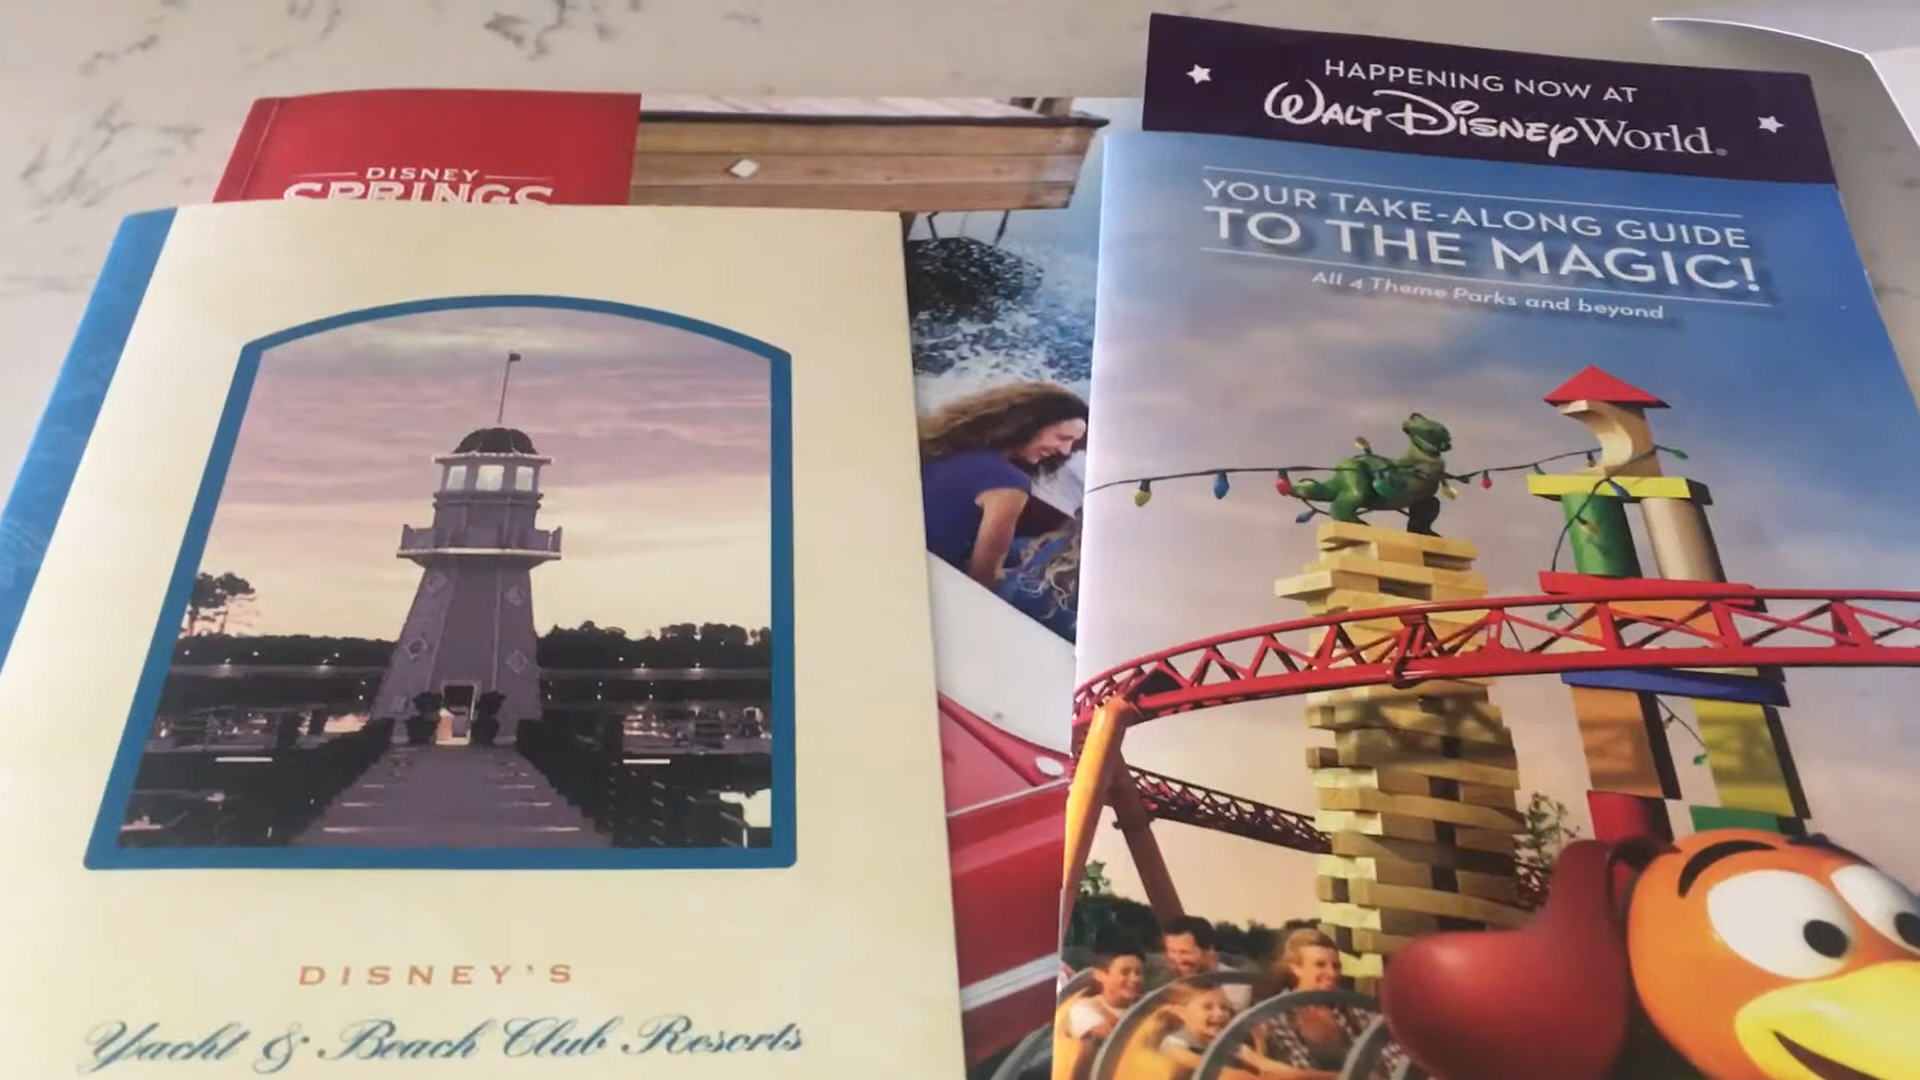 DISNEY
SPRINGS
DISNEY'S
Yacht & Beach Club Resorts
HAPPENING NOW AT
WALT DISNEY World®
YOUR TAKE-ALONG GUIDE
TO THE MAGIC!
All 4 Theme Parks and beyond